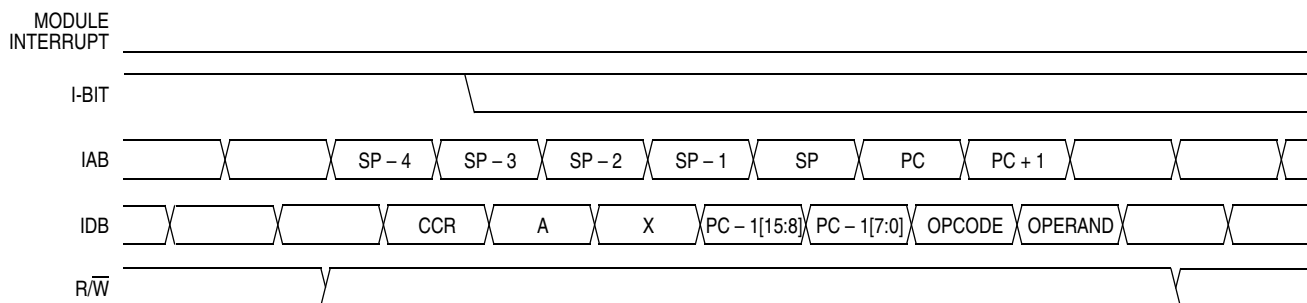 MODULE
INTERRUPT
I-BIT
IAB SP – 4 SP – 3 SP – 2 SP – 1 SP PC PC + 1
IDB CCR A X PC – 1[15:8] PC – 1[7:0] OPCODE OPERAND
R/W̅